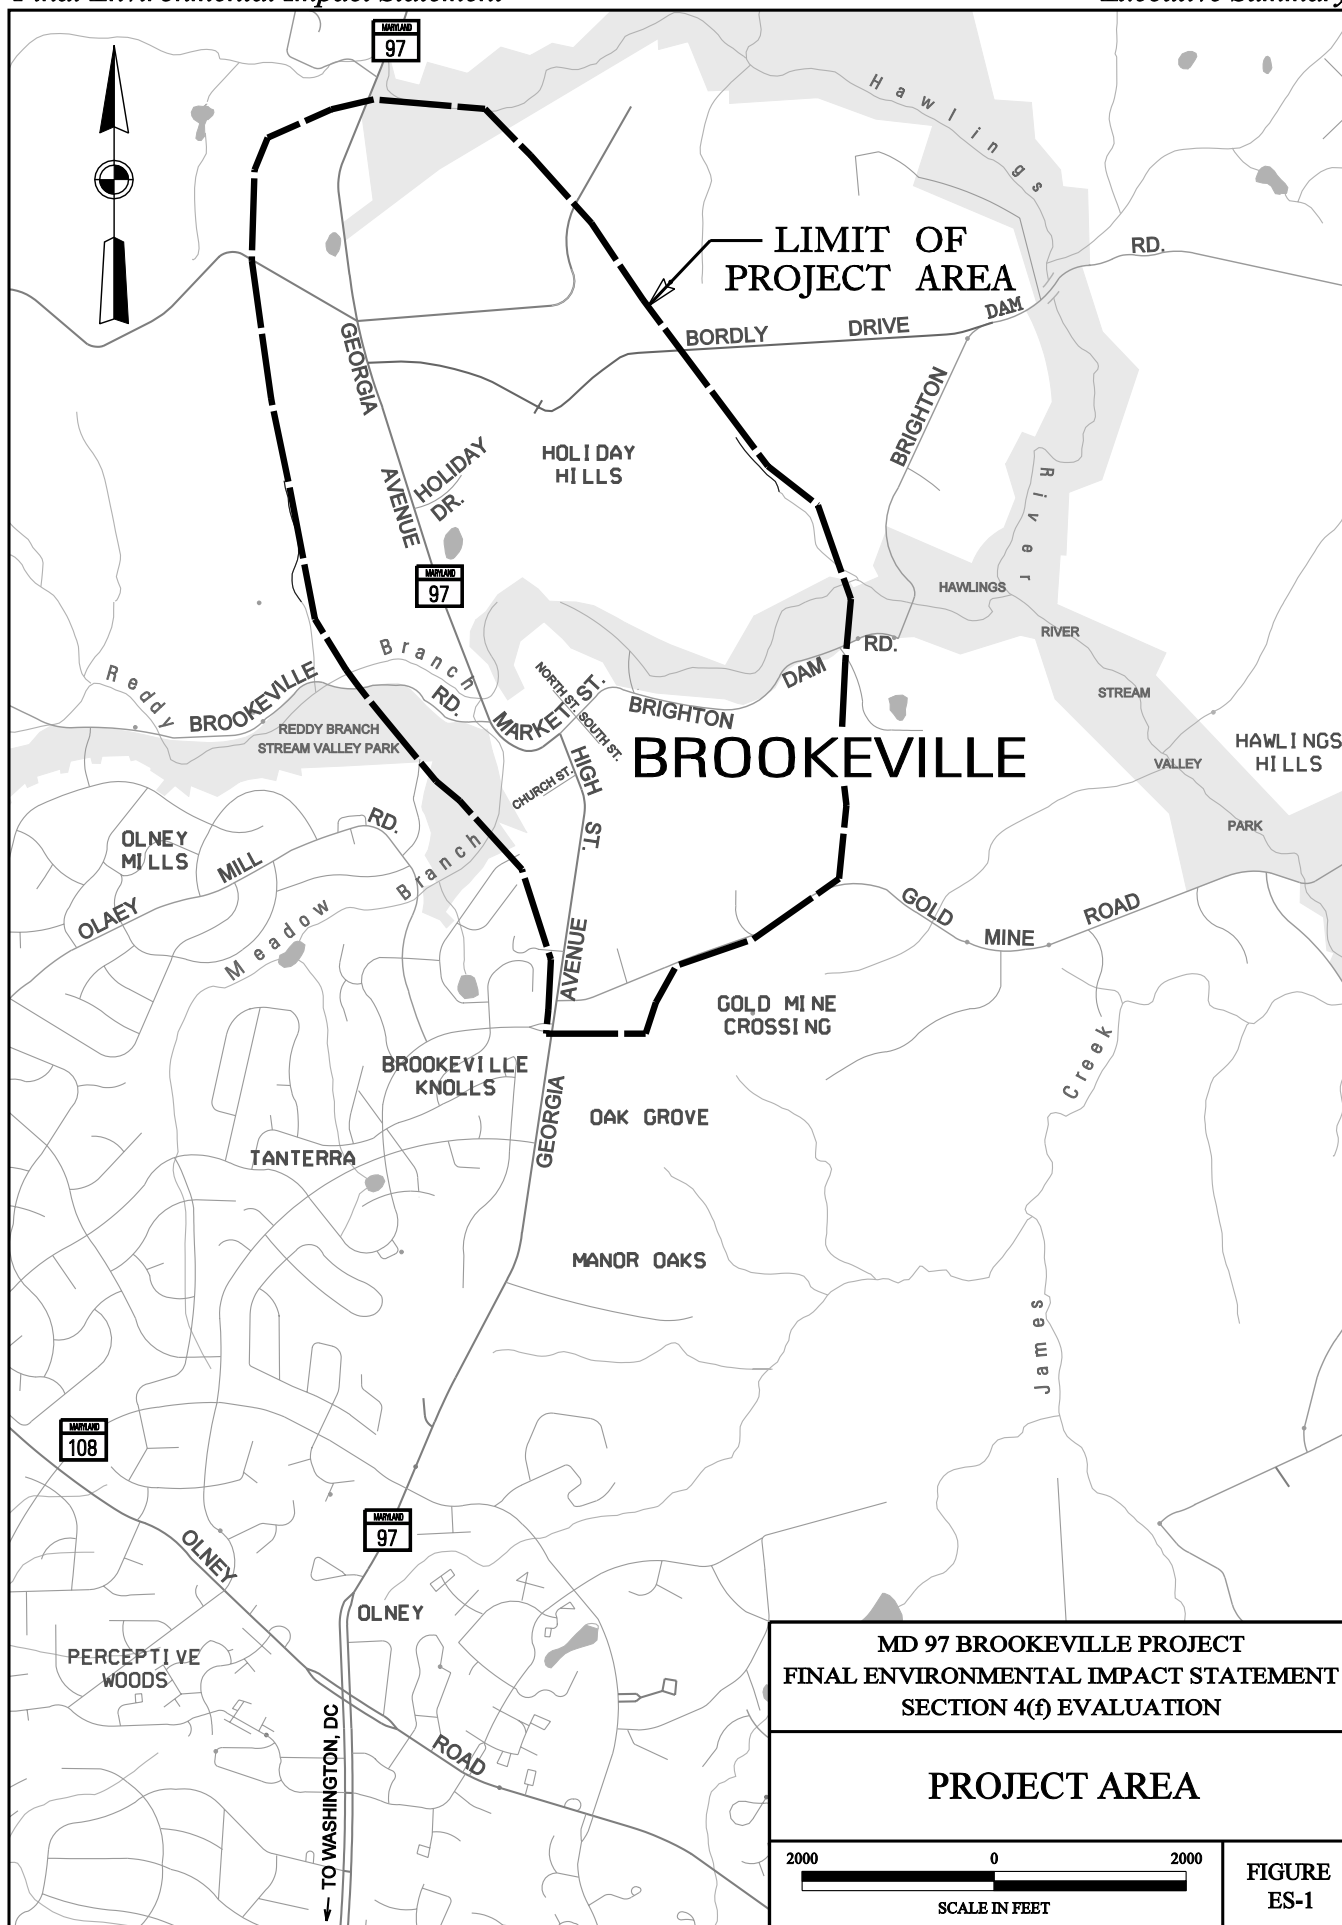 Final Environmental Impact Statement
Executive Summary
MARYLAND
97
Hawlings
LIMIT OF
PROJECT AREA
RD.
DAM
BORDLY DRIVE
BRIGHTON
GEORGIA
AVENUE
HOLIDAY
DR.
HOLIDAY
HILLS
River
MARYLAND
97
HAWLINGS
RIVER
STREAM
VALLEY
PARK
Reddy
Branch
BROOKEVILLE
RD.
REDDY BRANCH
STREAM VALLEY PARK
NORTH ST.
SOUTH ST.
MARKET ST.
BRIGHTON
DAM
RD.
BROOKEVILLE
HAWLINGS
HILLS
CHURCH ST.
HIGH
ST.
OLNEY
MILLS
OLAEY
MILL
RD.
Meadow
Branch
AVENUE
GOLD
MINE
ROAD
GOLD MINE
CROSSING
BROOKEVILLE
KNOLLS
GEORGIA
OAK GROVE
Creek
TANTERRA
MANOR OAKS
James
MARYLAND
108
MARYLAND
97
OLNEY
OLNEY
PERCEPTIVE
WOODS
ROAD
TO WASHINGTON, DC
MD 97 BROOKEVILLE PROJECT
FINAL ENVIRONMENTAL IMPACT STATEMENT
SECTION 4(f) EVALUATION
PROJECT AREA
2000 0 2000
SCALE IN FEET
FIGURE
ES-1